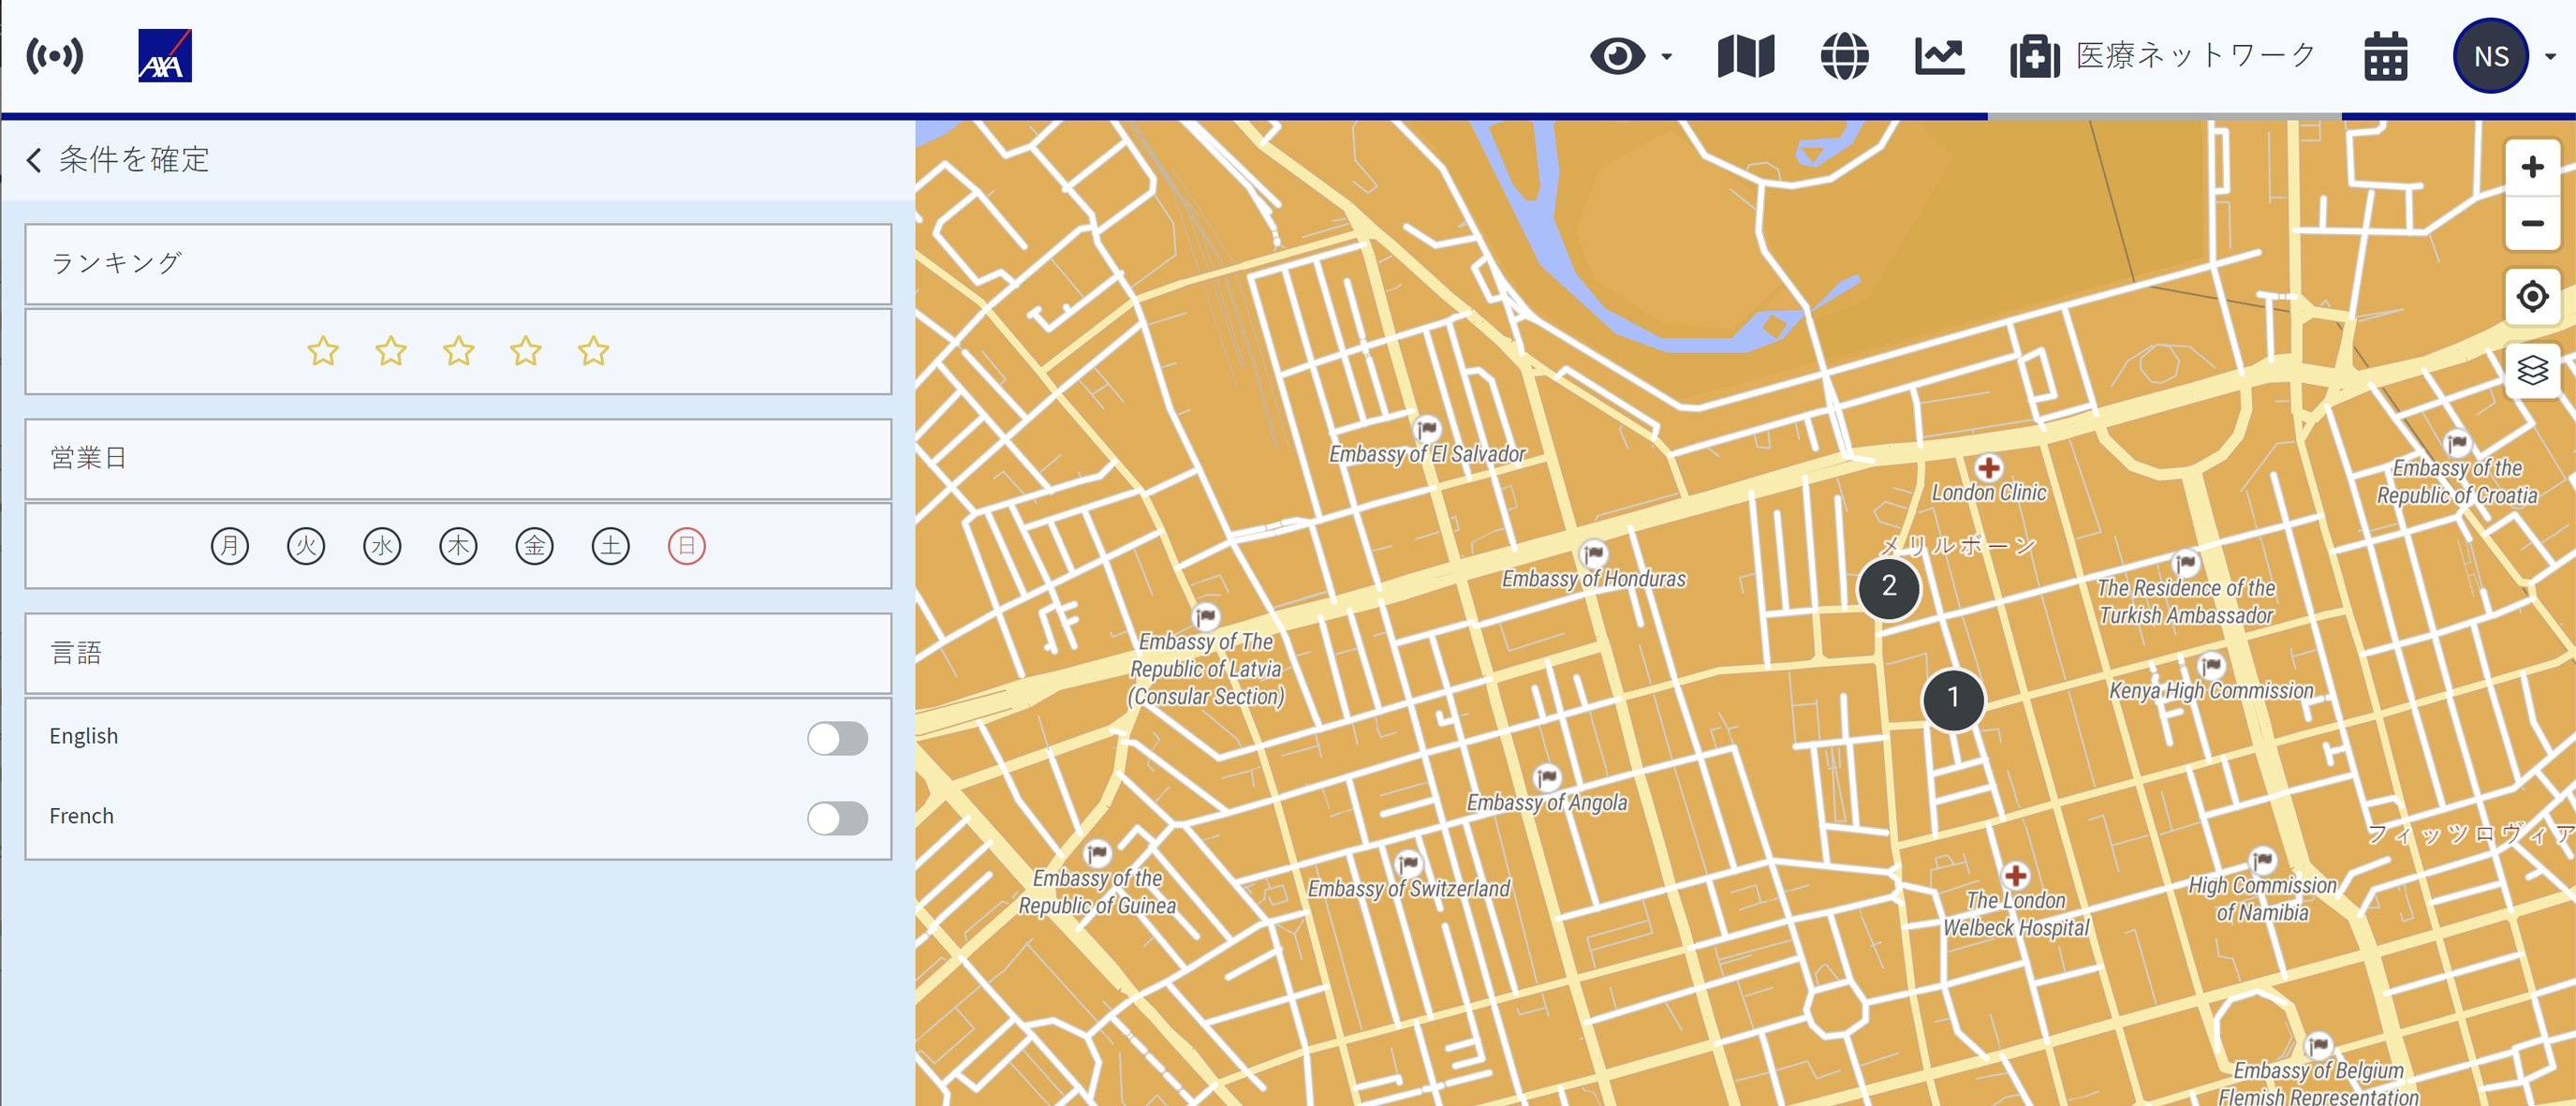 AXA
医療ネットワーク
NS
条件を確定
ランキング
営業日
月 火 水 木 金 土 日
言語
English
French
Embassy of El Salvador
London Clinic
Embassy of the
Republic of Croatia
メリルボーン
Embassy of Honduras
2
The Residence of the
Turkish Ambassador
Embassy of The
Republic of Latvia
(Consular Section)
Kenya High Commission
1
Embassy of Angola
フィッツロヴィア
Embassy of the
Republic of Guinea
Embassy of Switzerland
The London
Welbeck Hospital
High Commission
of Namibia
Embassy of Belgium
Flemish Representation